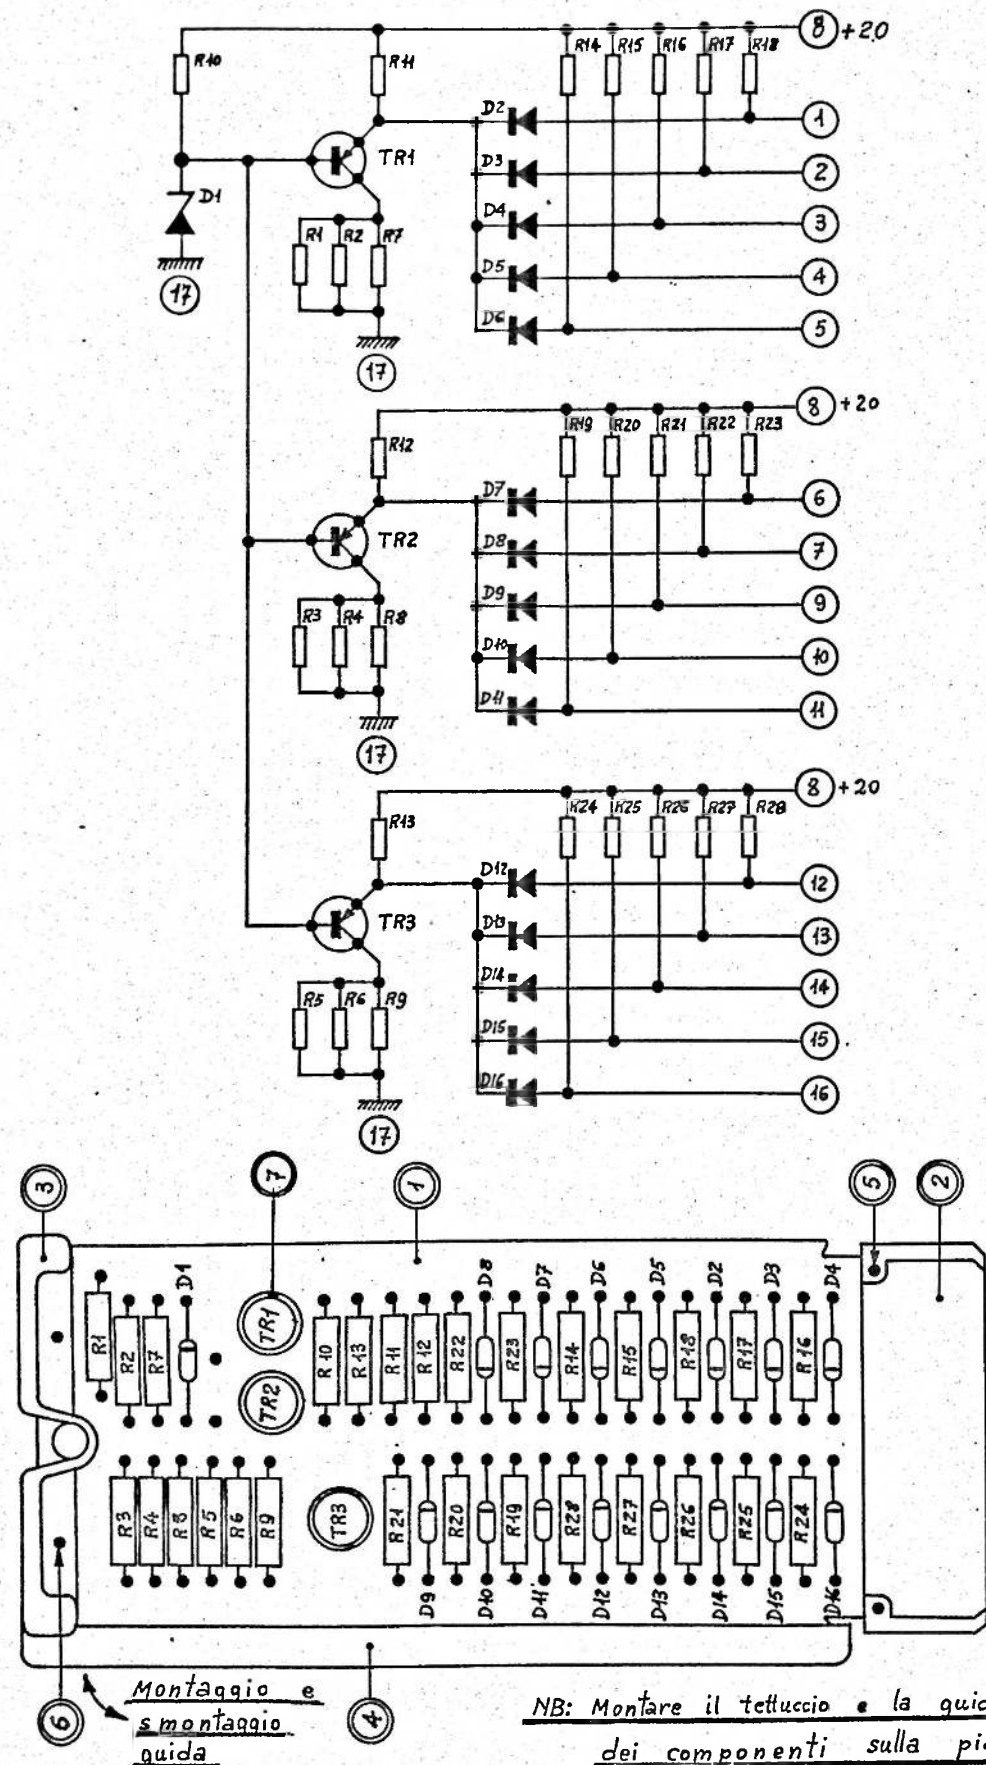 R10
R11
R14 R15 R16 R17 R18
8 +20
D2
1
TR1
D3
2
D1
D4
3
R1 R2 R7
D5
4
17
D6
5
17
8 +20
R12
R19 R20 R21 R22 R23
D7
6
TR2
D8
7
D9
9
R3 R4 R8
D10
10
D11
11
17
8 +20
R13
R24 R25 R26 R27 R28
D12
12
TR3
D13
13
D14
14
R5 R6 R9
D15
15
D16
16
17
3 7 1 5 2
D1 D8 D7 D6 D5 D2 D3 D4
R1 R2 R7 TR1 R10 R13 R11 R12 R22 R23 R14 R15 R18 R17 R16
TR2
R3 R4 R8 R5 R6 R9 TR3 R21 R20 R19 R28 R27 R26 R25 R24
D9 D10 D11 D12 D13 D14 D15 D16
6 4
Montaggio e
smontaggio
guida
NB: Montare il tettuccio e la guid
dei componenti sulla pia